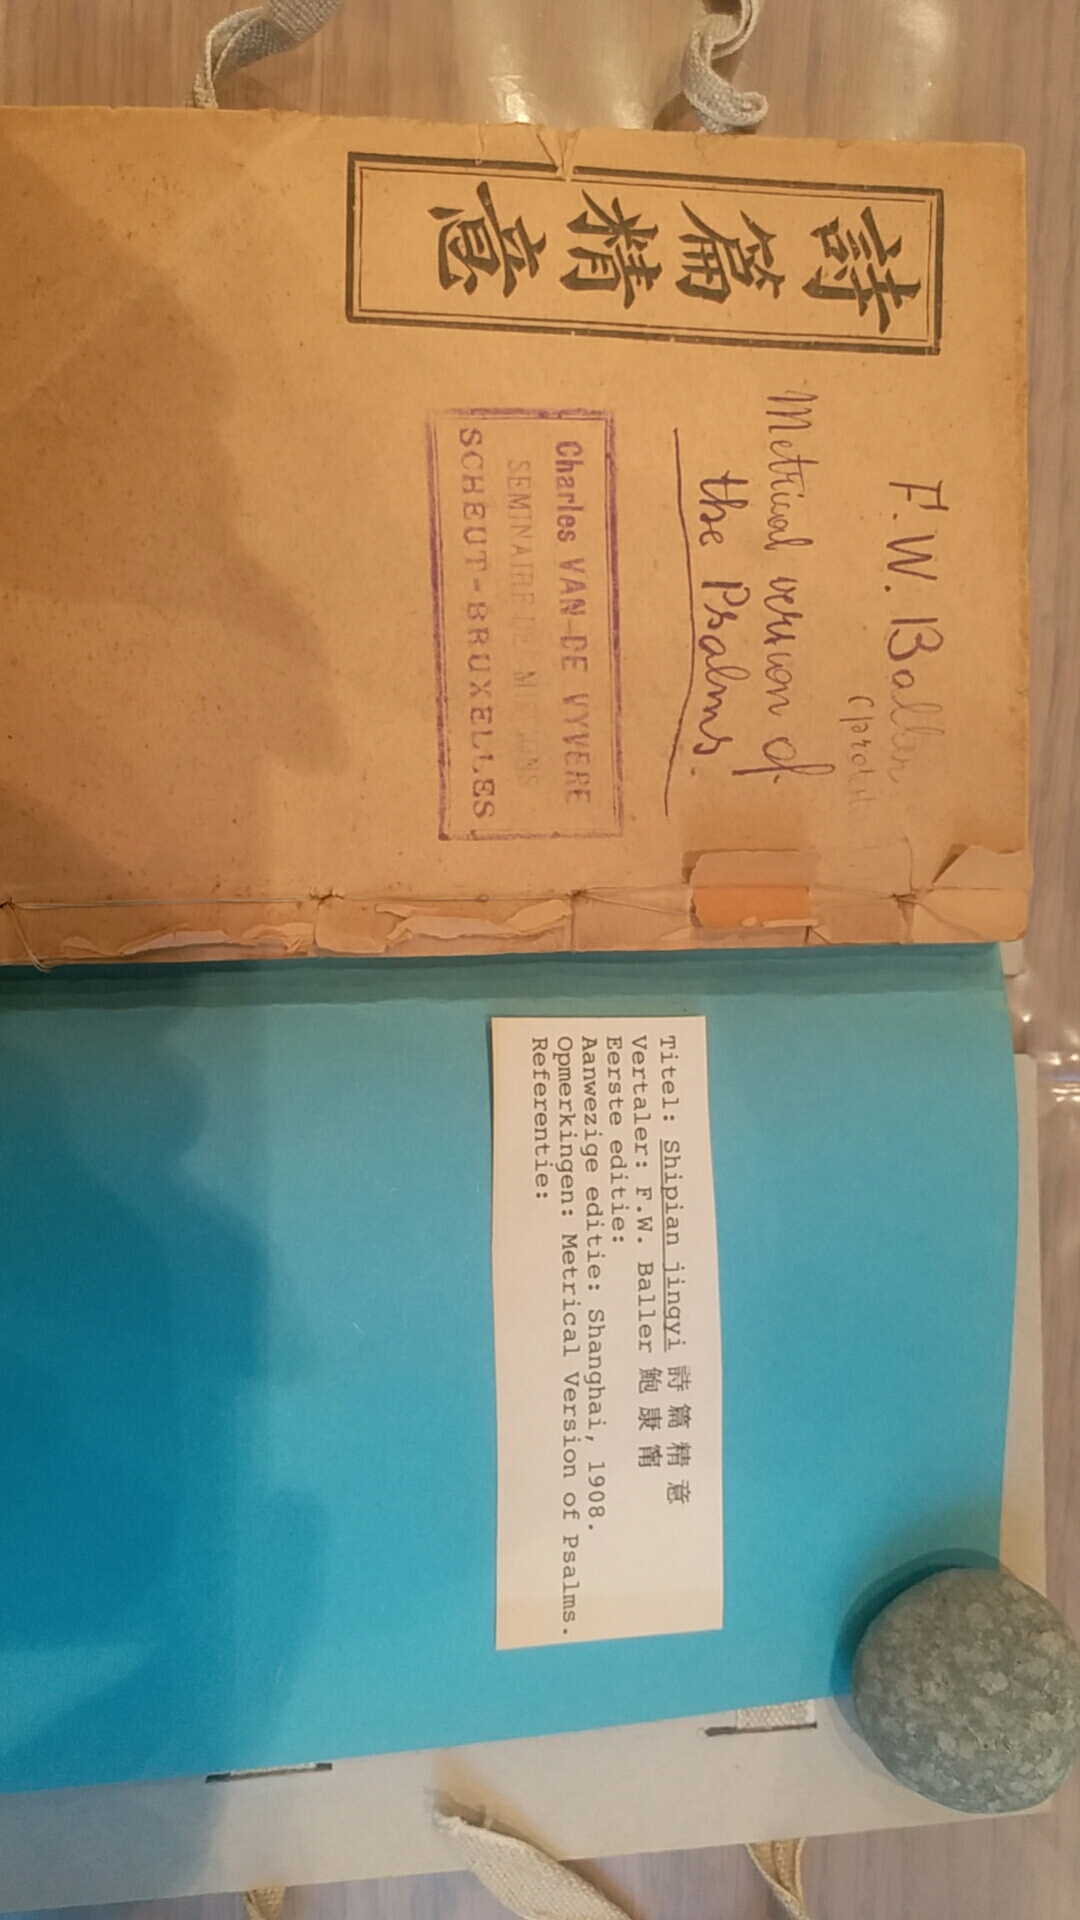 詩篇精意
F. W. Baller
Metrical version of
the Psalms.
Charles VAN-DE VYVERE
SEMINAIRE DE MISSIONS
SCHEUT-BRUXELLES
Titel: Shipian jingyi 詩篇精意
Vertaler: F.W. Baller 鮑康甯
Eerste editie:
Aanwezige editie: Shanghai, 1908.
Opmerkingen: Metrical Version of Psalms.
Referentie: